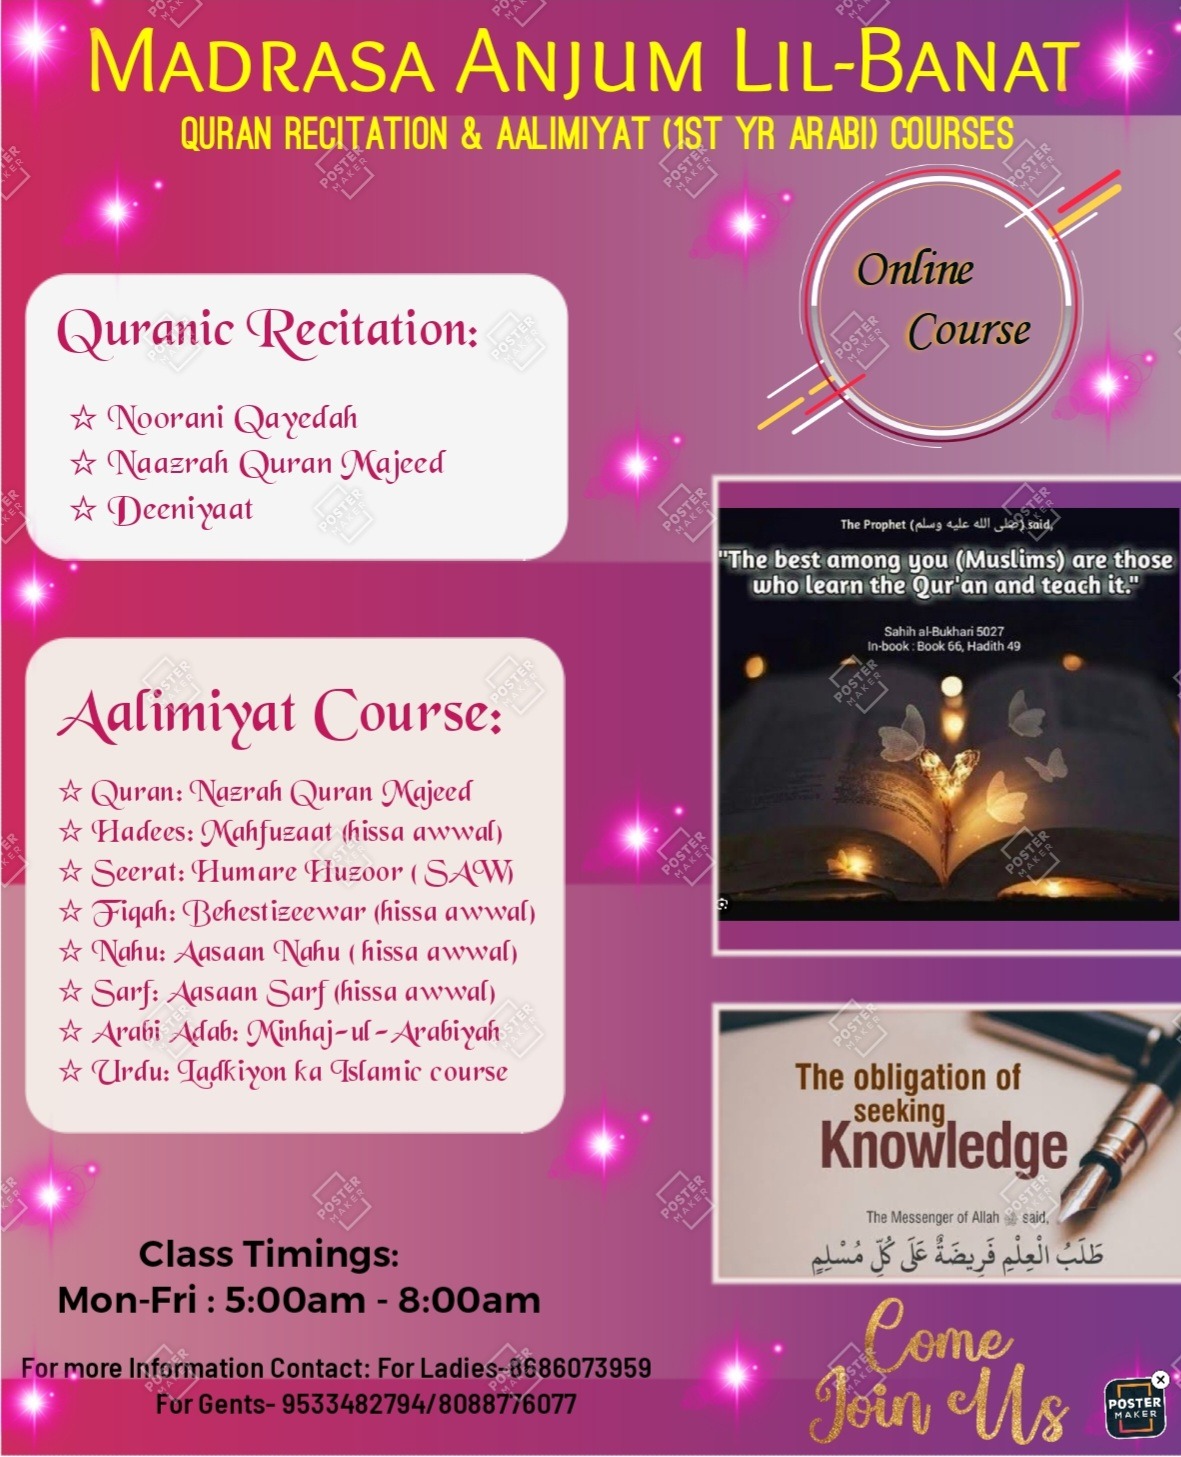 Madrasa Anjum Lil-Banat
QURAN RECITATION & AALIMIYAT (1ST YR ARABI) COURSES
Online
Course
Quranic Recitation:
☆ Noorani Qayedah
☆ Naazrah Quran Majeed
☆ Deeniyaat
The Prophet (صلى الله عليه وسلم) said,
"The best among you (Muslims) are those
who learn the Qur'an and teach it."
Sahih al-Bukhari 5027
In-book : Book 66, Hadith 49
Aalimiyat Course:
☆ Quran: Nazrah Quran Majeed
☆ Hadees: Mahfuzaat (hissa awwal)
☆ Seerat: Humare Huzoor ( SAW)
☆ Fiqah: Behestizeewar (hissa awwal)
☆ Nahu: Aasaan Nahu ( hissa awwal)
☆ Sarf: Aasaan Sarf (hissa awwal)
☆ Arabi Adab: Minhaj-ul-Arabiyah
☆ Urdu: Ladkiyon ka Islamic course
The obligation of
seeking
Knowledge
The Messenger of Allah ﷺ said,
طَلَبُ الْعِلْمِ فَرِيضَةٌ عَلَى كُلِّ مُسْلِمٍ
Class Timings:
Mon-Fri : 5:00am - 8:00am
For more Information Contact: For Ladies-8686073959
For Gents- 9533482794/8088776077
Come
Join Us
POSTER
MAKER